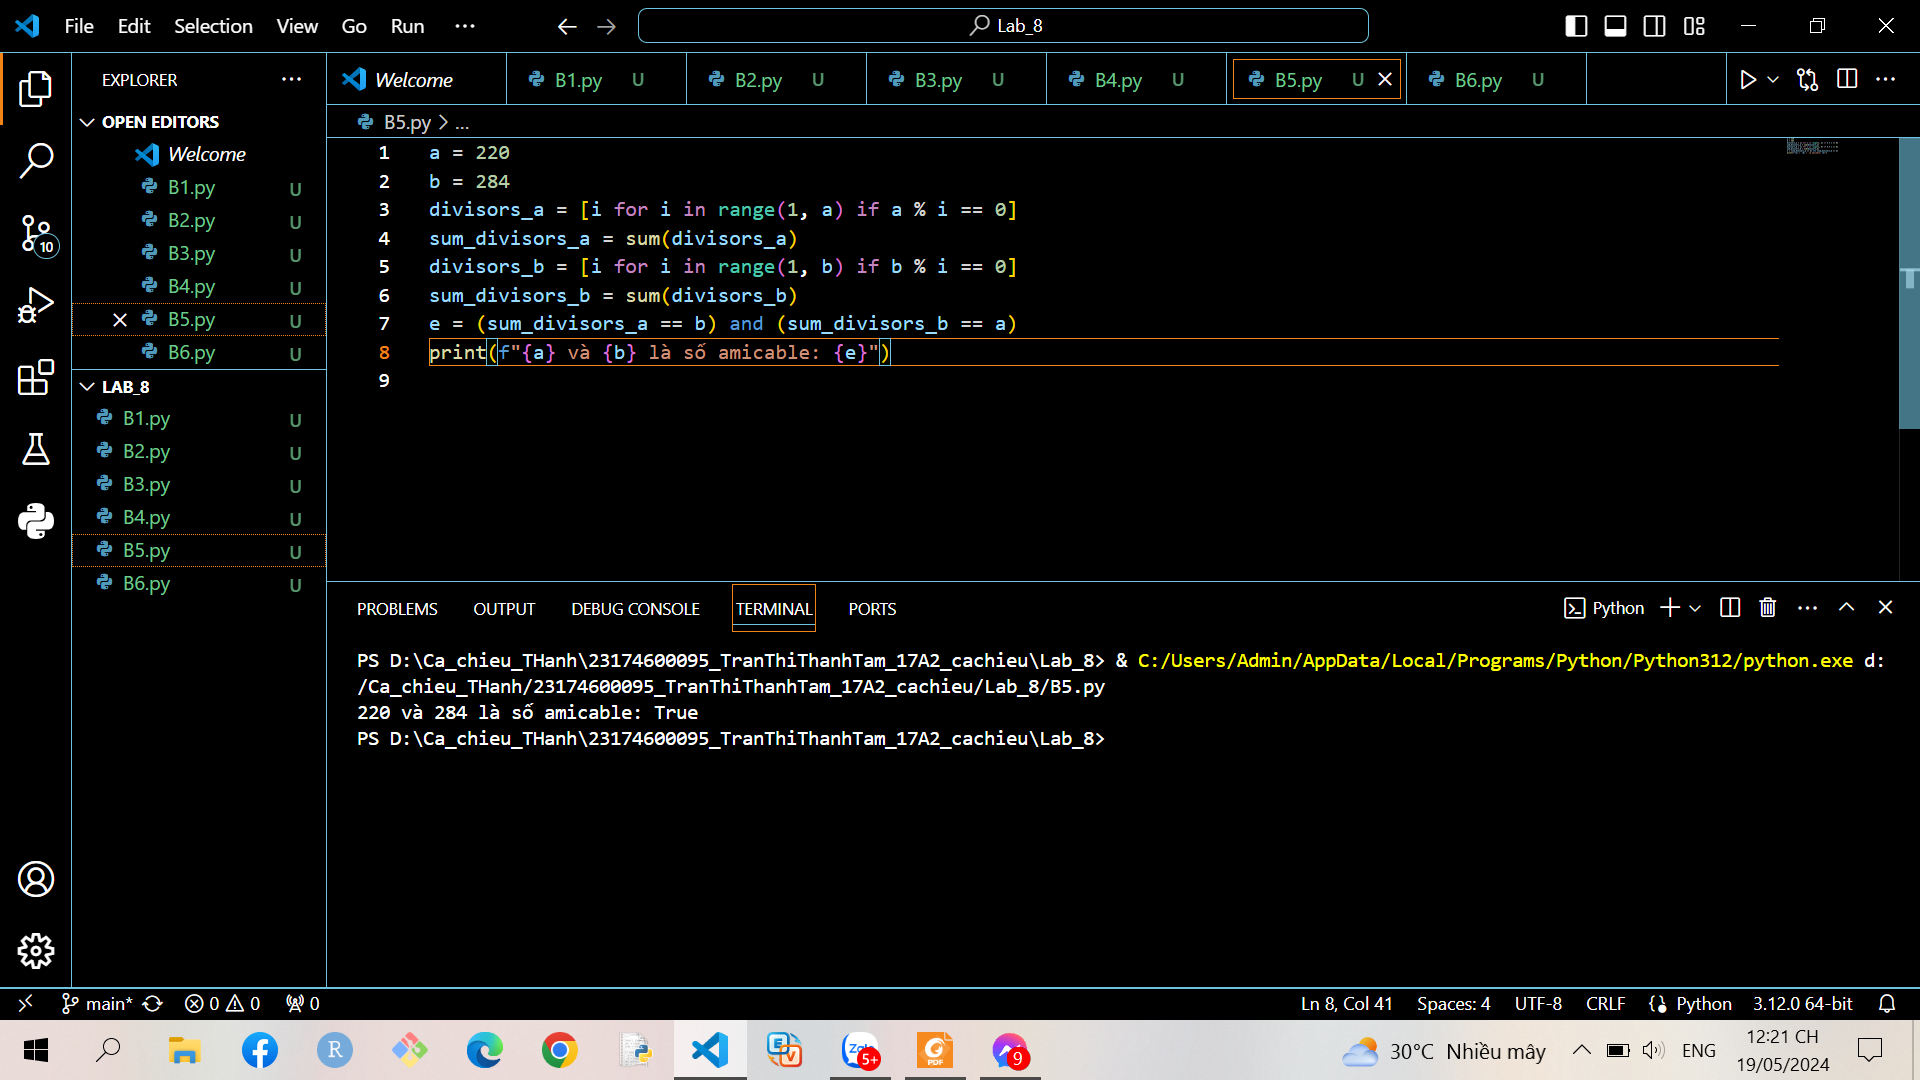 File Edit Selection View Go Run ···
Lab_8
EXPLORER ···
Welcome
B1.py U
B2.py U
B3.py U
B4.py U
B5.py U
B6.py U
B5.py > ...
OPEN EDITORS
Welcome
B1.py U
B2.py U
B3.py U
B4.py U
B5.py U
B6.py U
LAB_8
B1.py U
B2.py U
B3.py U
B4.py U
B5.py U
B6.py U
10
1 a = 220
2 b = 284
3 divisors_a = [i for i in range(1, a) if a % i == 0]
4 sum_divisors_a = sum(divisors_a)
5 divisors_b = [i for i in range(1, b) if b % i == 0]
6 sum_divisors_b = sum(divisors_b)
7 e = (sum_divisors_a == b) and (sum_divisors_b == a)
8 print(f"{a} và {b} là số amicable: {e}")
9
PROBLEMS OUTPUT DEBUG CONSOLE TERMINAL PORTS
Python
PS D:\Ca_chieu_THanh\23174600095_TranThiThanhTam_17A2_cachieu\Lab_8> & C:/Users/Admin/AppData/Local/Programs/Python/Python312/python.exe d:
/Ca_chieu_THanh/23174600095_TranThiThanhTam_17A2_cachieu/Lab_8/B5.py
220 và 284 là số amicable: True
PS D:\Ca_chieu_THanh\23174600095_TranThiThanhTam_17A2_cachieu\Lab_8>
main* 0 0 0
Ln 8, Col 41 Spaces: 4 UTF-8 CRLF Python 3.12.0 64-bit
R
Zalo 5+
PDF
9
30°C Nhiều mây
ENG
12:21 CH
19/05/2024